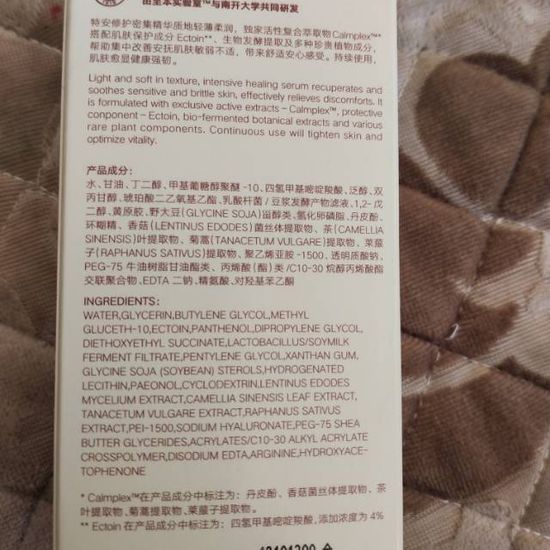 由至本实验室™与南开大学共同研发
特安修护密集精华质地轻薄柔润，独家活性复合萃取物Calmplex™*
搭配肌肤保护成分 Ectoin**、生物发酵提取及多种珍贵植物成分，
帮助集中改善安抚肌肤敏弱不适，带来舒适安心感受。持续使用，
肌肤愈显健康强韧。
Light and soft in texture, intensive healing serum recuperates and
soothes sensitive and brittle skin, effectively relieves discomforts. It
is formulated with exclusive active extracts – Calmplex™, protective
component – Ectoin, bio-fermented botanical extracts and various
rare plant components. Continuous use will tighten skin and
optimize vitality.
产品成分：
水、甘油、丁二醇、甲基葡糖醇聚醚 -10、四氢甲基嘧啶羧酸、泛醇、双
丙甘醇、琥珀酸二乙氧基乙酯、乳酸杆菌 / 豆浆发酵产物滤液、1,2- 戊
二醇、黄原胶、野大豆(GLYCINE SOJA)甾醇类、氢化卵磷脂、丹皮酚、
环糊精、香菇(LENTINUS EDODES)菌丝体提取物、茶(CAMELLIA
SINENSIS)叶提取物、菊蒿(TANACETUM VULGARE)提取物、莱菔
子(RAPHANUS SATIVUS)提取物、聚乙烯亚胺 -1500、透明质酸钠、
PEG-75 牛油树脂甘油酯类、丙烯酸（酯）类 /C10-30 烷醇丙烯酸酯
交联聚合物、EDTA 二钠、精氨酸、对羟基苯乙酮
INGREDIENTS:
WATER,GLYCERIN,BUTYLENE GLYCOL,METHYL
GLUCETH-10,ECTOIN,PANTHENOL,DIPROPYLENE GLYCOL,
DIETHOXYETHYL SUCCINATE,LACTOBACILLUS/SOYMILK
FERMENT FILTRATE,PENTYLENE GLYCOL,XANTHAN GUM,
GLYCINE SOJA (SOYBEAN) STEROLS,HYDROGENATED
LECITHIN,PAEONOL,CYCLODEXTRIN,LENTINUS EDODES
MYCELIUM EXTRACT,CAMELLIA SINENSIS LEAF EXTRACT,
TANACETUM VULGARE EXTRACT,RAPHANUS SATIVUS
EXTRACT,PEI-1500,SODIUM HYALURONATE,PEG-75 SHEA
BUTTER GLYCERIDES,ACRYLATES/C10-30 ALKYL ACRYLATE
CROSSPOLYMER,DISODIUM EDTA,ARGININE,HYDROXYACE-
TOPHENONE
* Calmplex™在产品成分中标注为：丹皮酚、香菇菌丝体提取物、茶
叶提取物、菊蒿提取物、莱菔子提取物。
** Ectoin 在产品成分中标注为：四氢甲基嘧啶羧酸，添加浓度为 4%